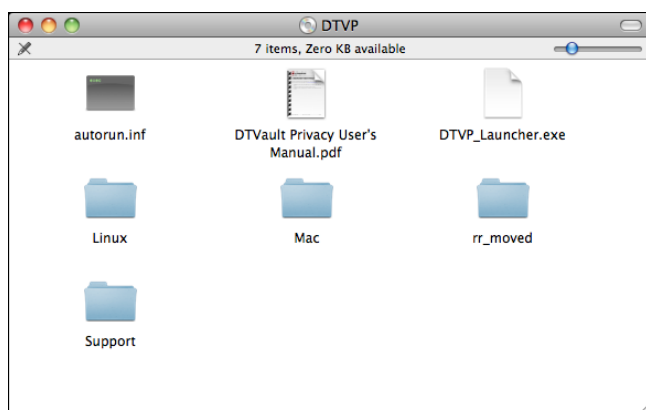 DTVP
7 items, Zero KB available
autorun.inf
DTVault Privacy User's
Manual.pdf
DTVP_Launcher.exe
Linux
Mac
rr_moved
Support